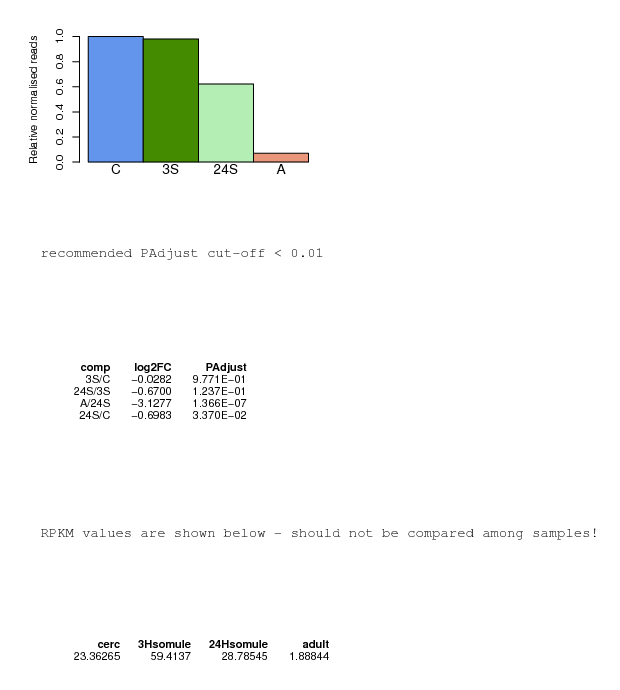 Relative normalised reads
1.0
0.8
0.6
0.4
0.2
0.0
C 3S 24S A
recommended PAdjust cut-off < 0.01
comp log2FC PAdjust
3S/C −0.0282 9.771E−01
24S/3S −0.6700 1.237E−01
A/24S −3.1277 1.366E−07
24S/C −0.6983 3.370E−02
RPKM values are shown below - should not be compared among samples!
cerc 3Hsomule 24Hsomule adult
23.36265 59.4137 28.78545 1.88844